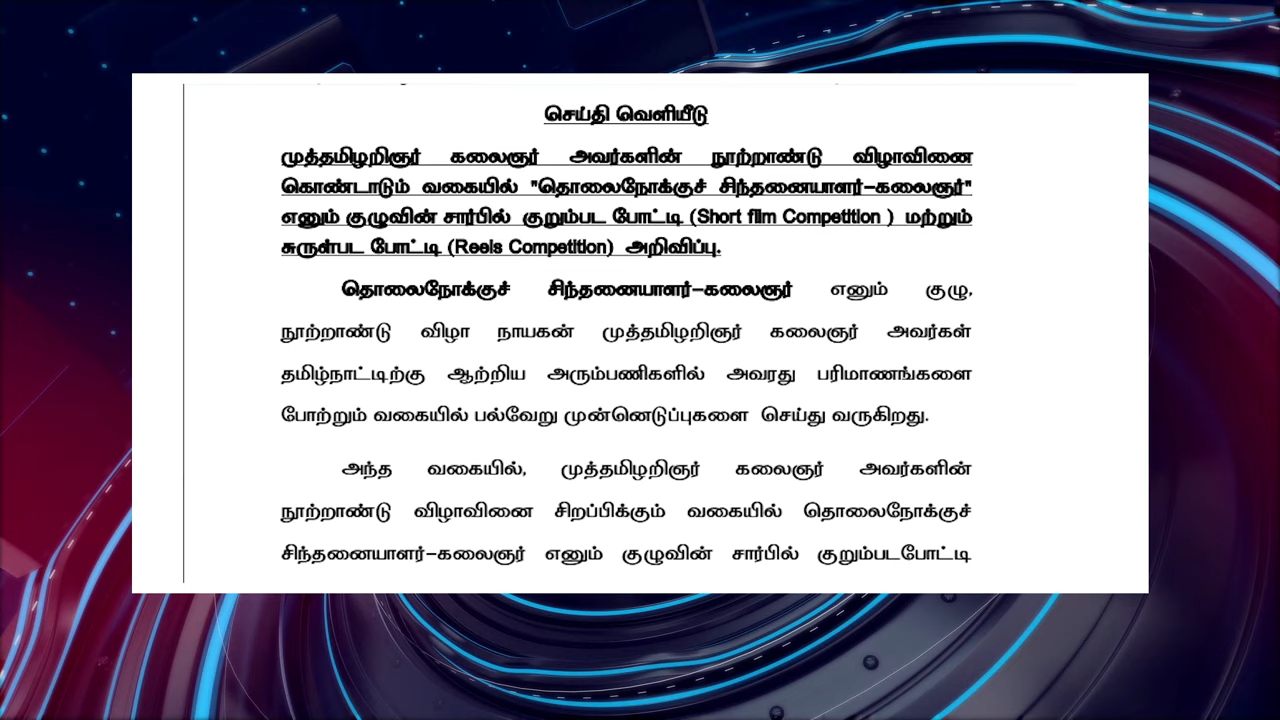 செய்தி வெளியீடு
முத்தமிழறிஞர் கலைஞர் அவர்களின் நூற்றாண்டு விழாவினை
கொண்டாடும் வகையில் "தொலைநோக்குச் சிந்தனையாளர்-கலைஞர்"
எனும் குழுவின் சார்பில் குறும்பட போட்டி (Short film Competition ) மற்றும்
சுருள்பட போட்டி (Reels Competition) அறிவிப்பு.
தொலைநோக்குச் சிந்தனையாளர்-கலைஞர் எனும் குழு,
நூற்றாண்டு விழா நாயகன் முத்தமிழறிஞர் கலைஞர் அவர்கள்
தமிழ்நாட்டிற்கு ஆற்றிய அரும்பணிகளில் அவரது பரிமாணங்களை
போற்றும் வகையில் பல்வேறு முன்னெடுப்புகளை செய்து வருகிறது.
அந்த வகையில், முத்தமிழறிஞர் கலைஞர் அவர்களின்
நூற்றாண்டு விழாவினை சிறப்பிக்கும் வகையில் தொலைநோக்குச்
சிந்தனையாளர்-கலைஞர் எனும் குழுவின் சார்பில் குறும்படபோட்டி